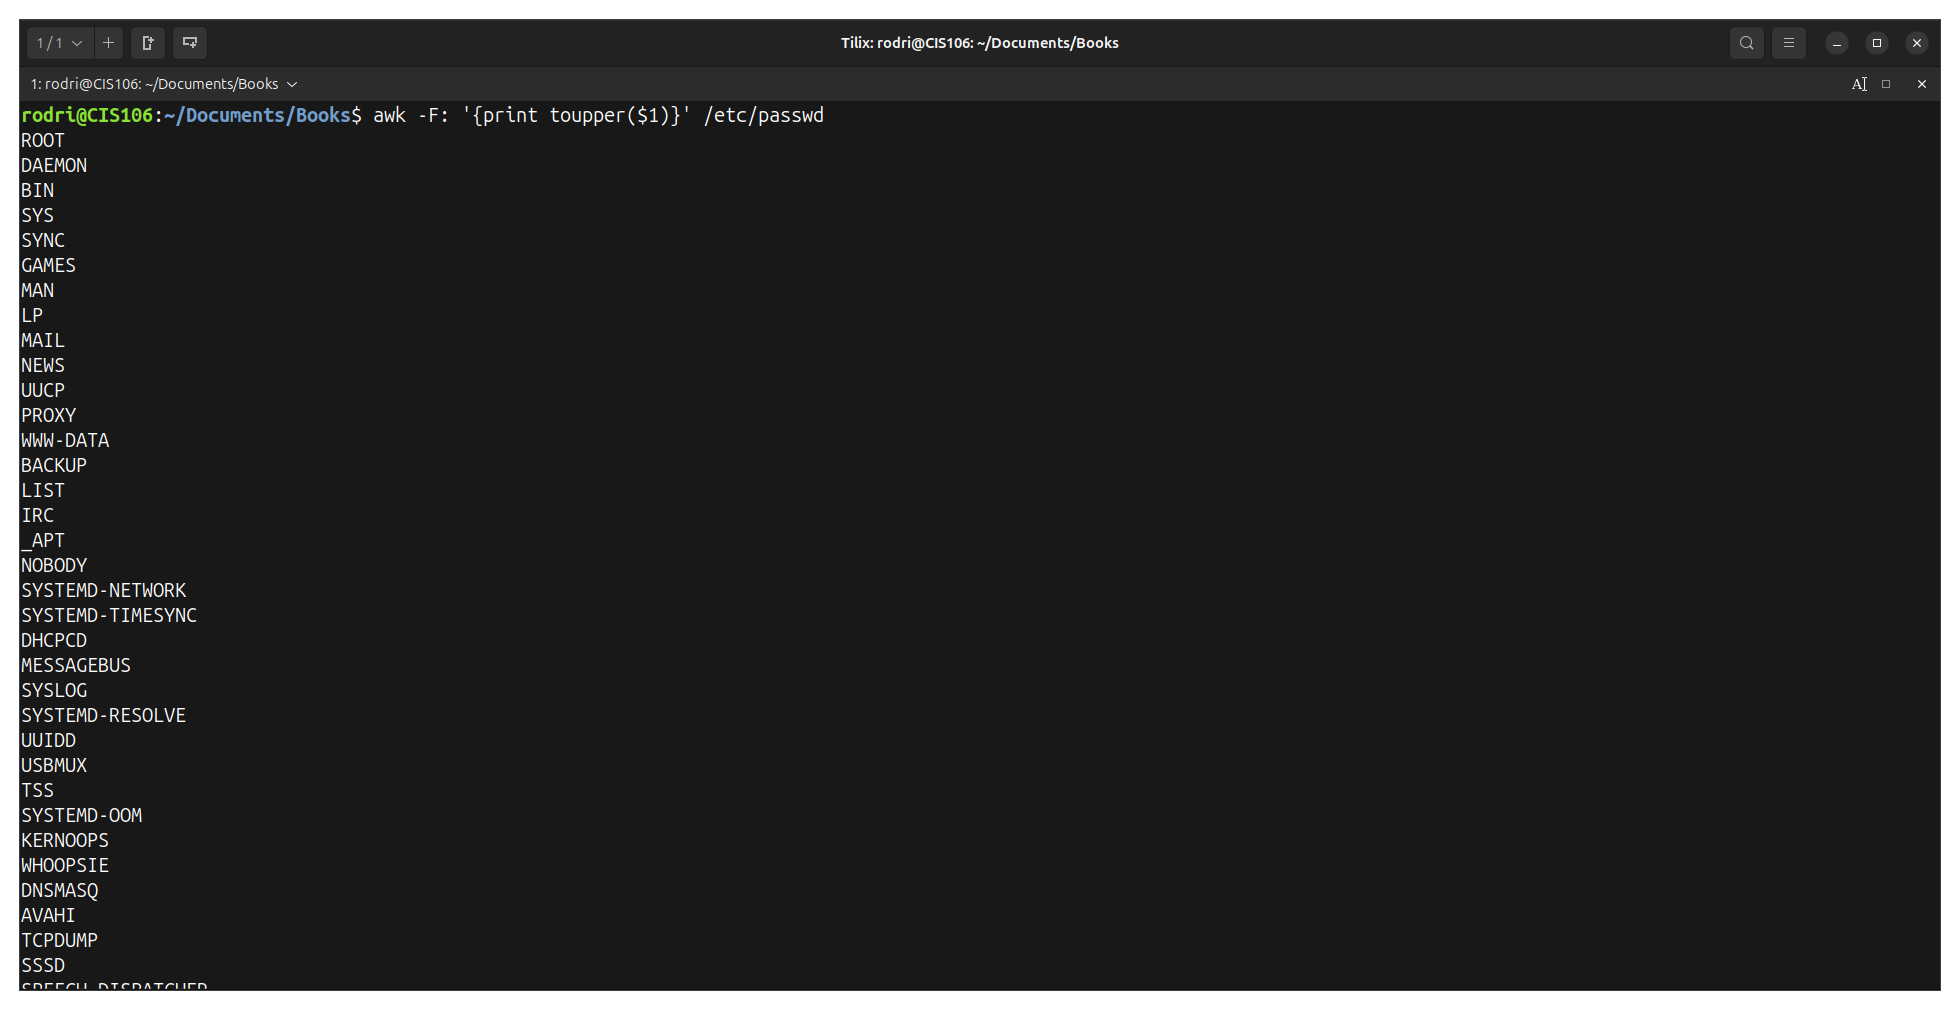 1 / 1
Tilix: rodri@CIS106: ~/Documents/Books
1: rodri@CIS106: ~/Documents/Books
rodri@CIS106:~/Documents/Books$ awk -F: '{print toupper($1)}' /etc/passwd
ROOT
DAEMON
BIN
SYS
SYNC
GAMES
MAN
LP
MAIL
NEWS
UUCP
PROXY
WWW-DATA
BACKUP
LIST
IRC
_APT
NOBODY
SYSTEMD-NETWORK
SYSTEMD-TIMESYNC
DHCPCD
MESSAGEBUS
SYSLOG
SYSTEMD-RESOLVE
UUIDD
USBMUX
TSS
SYSTEMD-OOM
KERNOOPS
WHOOPSIE
DNSMASQ
AVAHI
TCPDUMP
SSSD
SPEECH-DISPATCHER